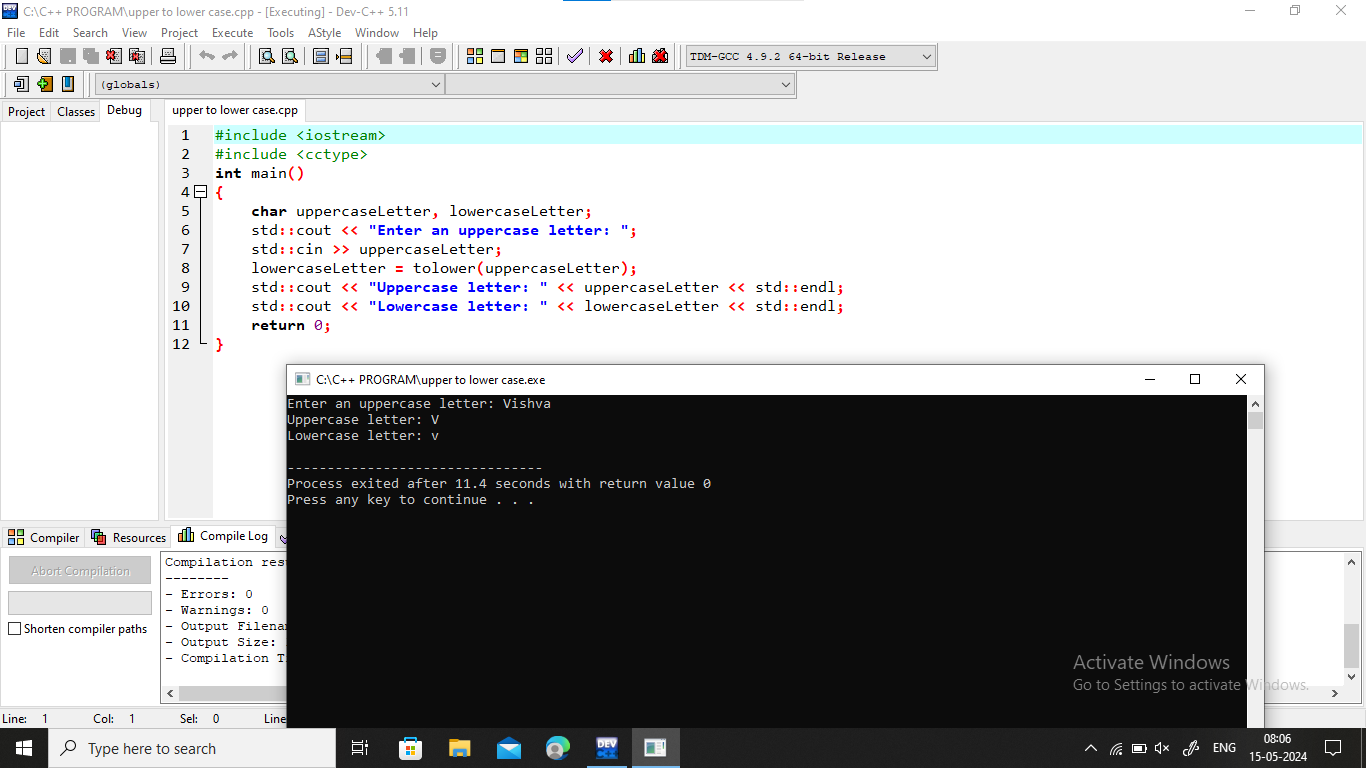 C:\C++ PROGRAM\upper to lower case.cpp - [Executing] - Dev-C++ 5.11
File Edit Search View Project Execute Tools AStyle Window Help
TDM-GCC 4.9.2 64-bit Release
(globals)
Project Classes Debug
upper to lower case.cpp
1 #include <iostream>
2 #include <cctype>
3 int main()
4 {
5 char uppercaseLetter, lowercaseLetter;
6 std::cout << "Enter an uppercase letter: ";
7 std::cin >> uppercaseLetter;
8 lowercaseLetter = tolower(uppercaseLetter);
9 std::cout << "Uppercase letter: " << uppercaseLetter << std::endl;
10 std::cout << "Lowercase letter: " << lowercaseLetter << std::endl;
11 return 0;
12 }
C:\C++ PROGRAM\upper to lower case.exe
Enter an uppercase letter: Vishva
Uppercase letter: V
Lowercase letter: v
--------------------------------
Process exited after 11.4 seconds with return value 0
Press any key to continue . . .
Compiler Resources Compile Log
Abort Compilation
Shorten compiler paths
Compilation res
--------
- Errors: 0
- Warnings: 0
- Output Filena
- Output Size:
- Compilation T
Activate Windows
Go to Settings to activate Windows.
Line: 1 Col: 1 Sel: 0 Line
DEV
Type here to search
DEV
ENG
08:06
15-05-2024